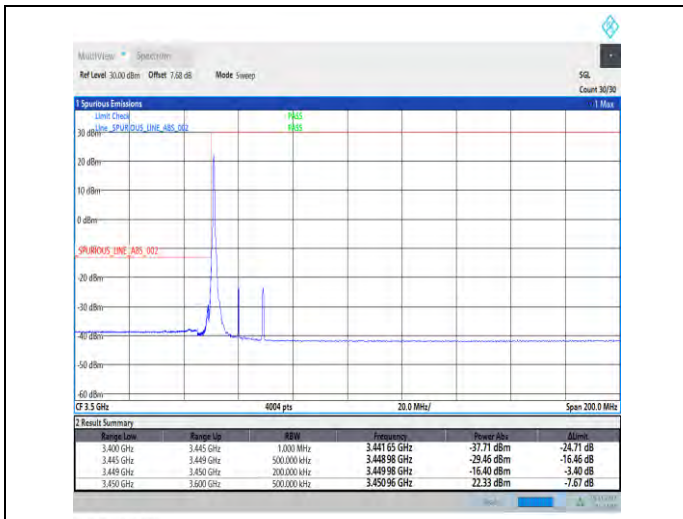 MultiView Spectrum
Ref Level 30.00 dBm Offset 7.68 dB Mode Sweep SGL
Count 30/30
1 Spurious Emissions 1 Max
Limit Check PASS
Line _SPURIOUS_LINE_ABS_002 PASS
30 dBm
20 dBm
10 dBm
0 dBm
_SPURIOUS_LINE_ABS_002
-20 dBm
-30 dBm
-40 dBm
-50 dBm
-60 dBm
CF 3.5 GHz 4004 pts 20.0 MHz/ Span 200.0 MHz
2 Result Summary
Range Low Range Up RBW Frequency Power Abs ΔLimit
3.400 GHz 3.445 GHz 1.000 MHz 3.441 65 GHz -37.71 dBm -24.71 dB
3.445 GHz 3.449 GHz 500.000 kHz 3.448 98 GHz -29.46 dBm -16.46 dB
3.449 GHz 3.450 GHz 200.000 kHz 3.449 98 GHz -16.40 dBm -3.40 dB
3.450 GHz 3.600 GHz 500.000 kHz 3.450 96 GHz 22.33 dBm -7.67 dB